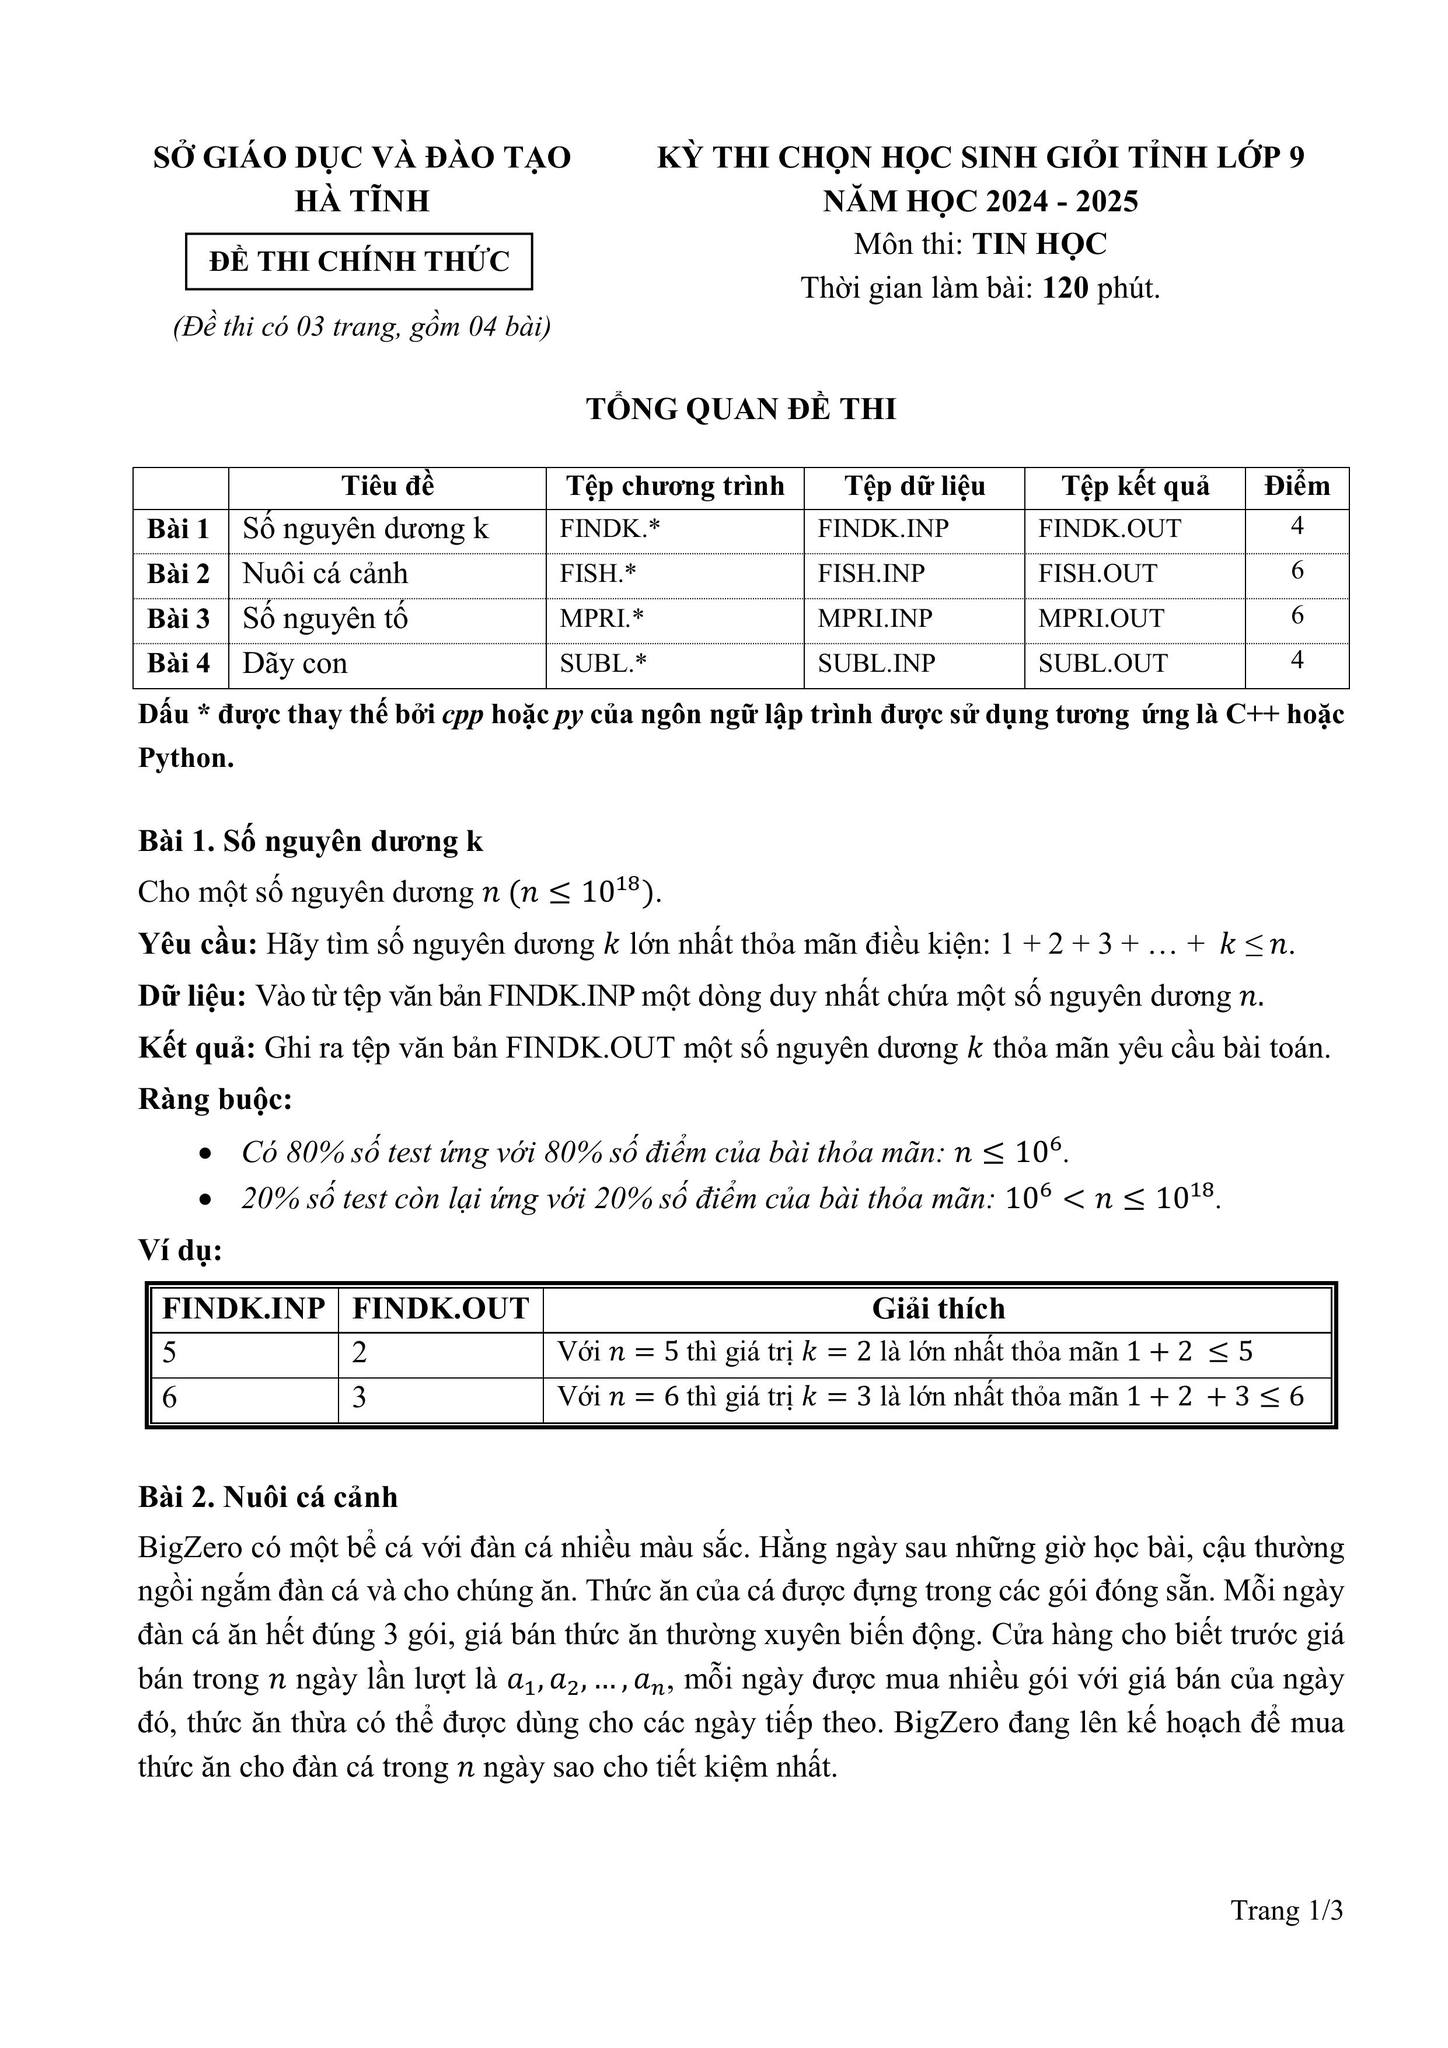 SỞ GIÁO DỤC VÀ ĐÀO TẠO
HÀ TĨNH
ĐỀ THI CHÍNH THỨC
(Đề thi có 03 trang, gồm 04 bài)
KỲ THI CHỌN HỌC SINH GIỎI TỈNH LỚP 9
NĂM HỌC 2024 - 2025
Môn thi: TIN HỌC
Thời gian làm bài: 120 phút.
TỔNG QUAN ĐỀ THI
Tiêu đề Tệp chương trình Tệp dữ liệu Tệp kết quả Điểm
Bài 1 Số nguyên dương k FINDK.* FINDK.INP FINDK.OUT 4
Bài 2 Nuôi cá cảnh FISH.* FISH.INP FISH.OUT 6
Bài 3 Số nguyên tố MPRI.* MPRI.INP MPRI.OUT 6
Bài 4 Dãy con SUBL.* SUBL.INP SUBL.OUT 4
Dấu * được thay thế bởi cpp hoặc py của ngôn ngữ lập trình được sử dụng tương ứng là C++ hoặc
Python.
Bài 1. Số nguyên dương k
Cho một số nguyên dương n (n ≤ 10¹⁸).
Yêu cầu: Hãy tìm số nguyên dương k lớn nhất thỏa mãn điều kiện: 1 + 2 + 3 + … + k ≤ n.
Dữ liệu: Vào từ tệp văn bản FINDK.INP một dòng duy nhất chứa một số nguyên dương n.
Kết quả: Ghi ra tệp văn bản FINDK.OUT một số nguyên dương k thỏa mãn yêu cầu bài toán.
Ràng buộc:
• Có 80% số test ứng với 80% số điểm của bài thỏa mãn: n ≤ 10⁶.
• 20% số test còn lại ứng với 20% số điểm của bài thỏa mãn: 10⁶ < n ≤ 10¹⁸.
Ví dụ:
FINDK.INP FINDK.OUT Giải thích
5 2 Với n = 5 thì giá trị k = 2 là lớn nhất thỏa mãn 1 + 2 ≤ 5
6 3 Với n = 6 thì giá trị k = 3 là lớn nhất thỏa mãn 1 + 2 + 3 ≤ 6
Bài 2. Nuôi cá cảnh
BigZero có một bể cá với đàn cá nhiều màu sắc. Hằng ngày sau những giờ học bài, cậu thường
ngồi ngắm đàn cá và cho chúng ăn. Thức ăn của cá được đựng trong các gói đóng sẵn. Mỗi ngày
đàn cá ăn hết đúng 3 gói, giá bán thức ăn thường xuyên biến động. Cửa hàng cho biết trước giá
bán trong n ngày lần lượt là a₁, a₂, … , aₙ, mỗi ngày được mua nhiều gói với giá bán của ngày
đó, thức ăn thừa có thể được dùng cho các ngày tiếp theo. BigZero đang lên kế hoạch để mua
thức ăn cho đàn cá trong n ngày sao cho tiết kiệm nhất.
Trang 1/3